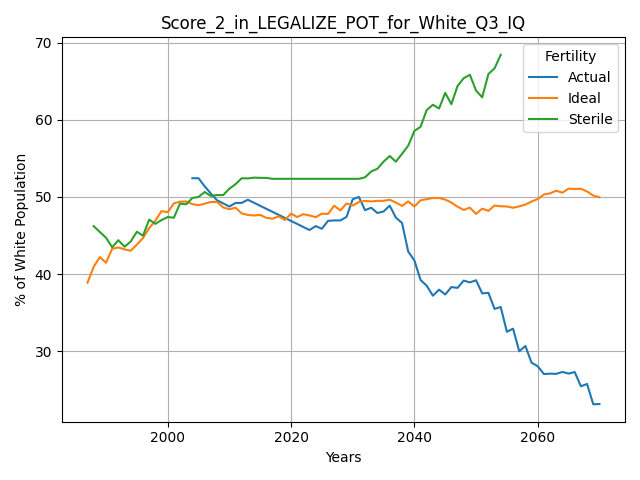 Score_2_in_LEGALIZE_POT_for_White_Q3_IQ
% of White Population
70
60
50
40
30
2000
2020
2040
2060
Years
Fertility
Actual
Ideal
Sterile